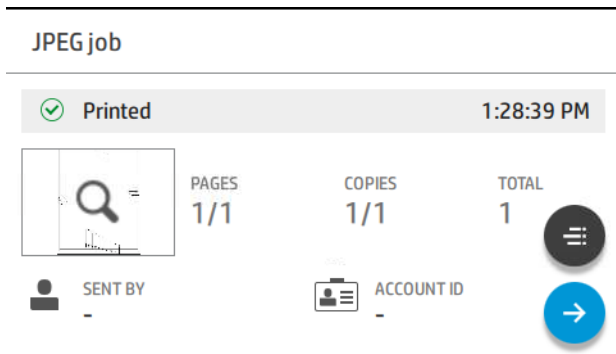 JPEG job
Printed 1:28:39 PM
PAGES COPIES TOTAL
1/1 1/1 1
SENT BY ACCOUNT ID
- -